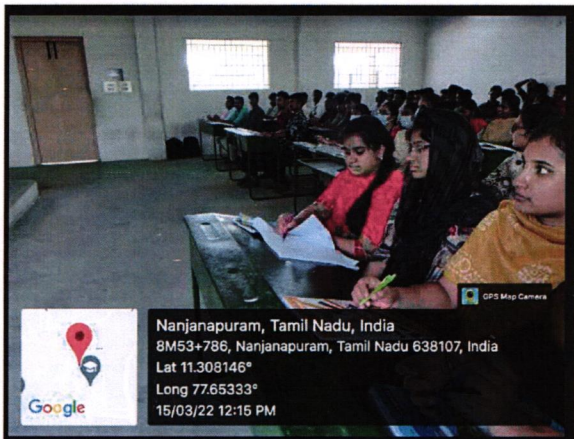 GPS Map Camera
Nanjanapuram, Tamil Nadu, India
8M53+786, Nanjanapuram, Tamil Nadu 638107, India
Lat 11.308146°
Long 77.65333°
15/03/22 12:15 PM
Google